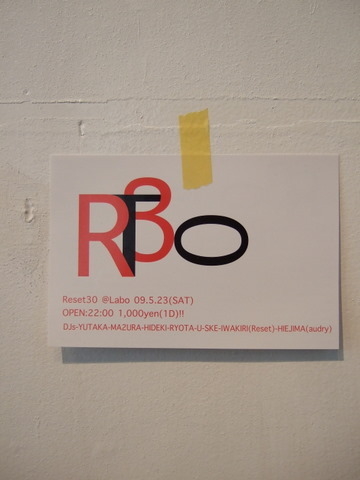 RT30
Reset30 @Labo 09.5.23(SAT)
OPEN:22:00 1,000yen(1D)!!
DJs-YUTAKA-MA2URA-HIDEKI-RYOTA-U-SKE-IWAKIRI(Reset)-HIEJIMA(audry)